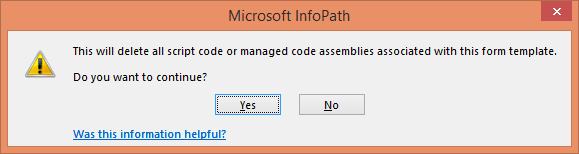 Microsoft InfoPath
This will delete all script code or managed code assemblies associated with this form template.
Do you want to continue?
Yes
No
Was this information helpful?